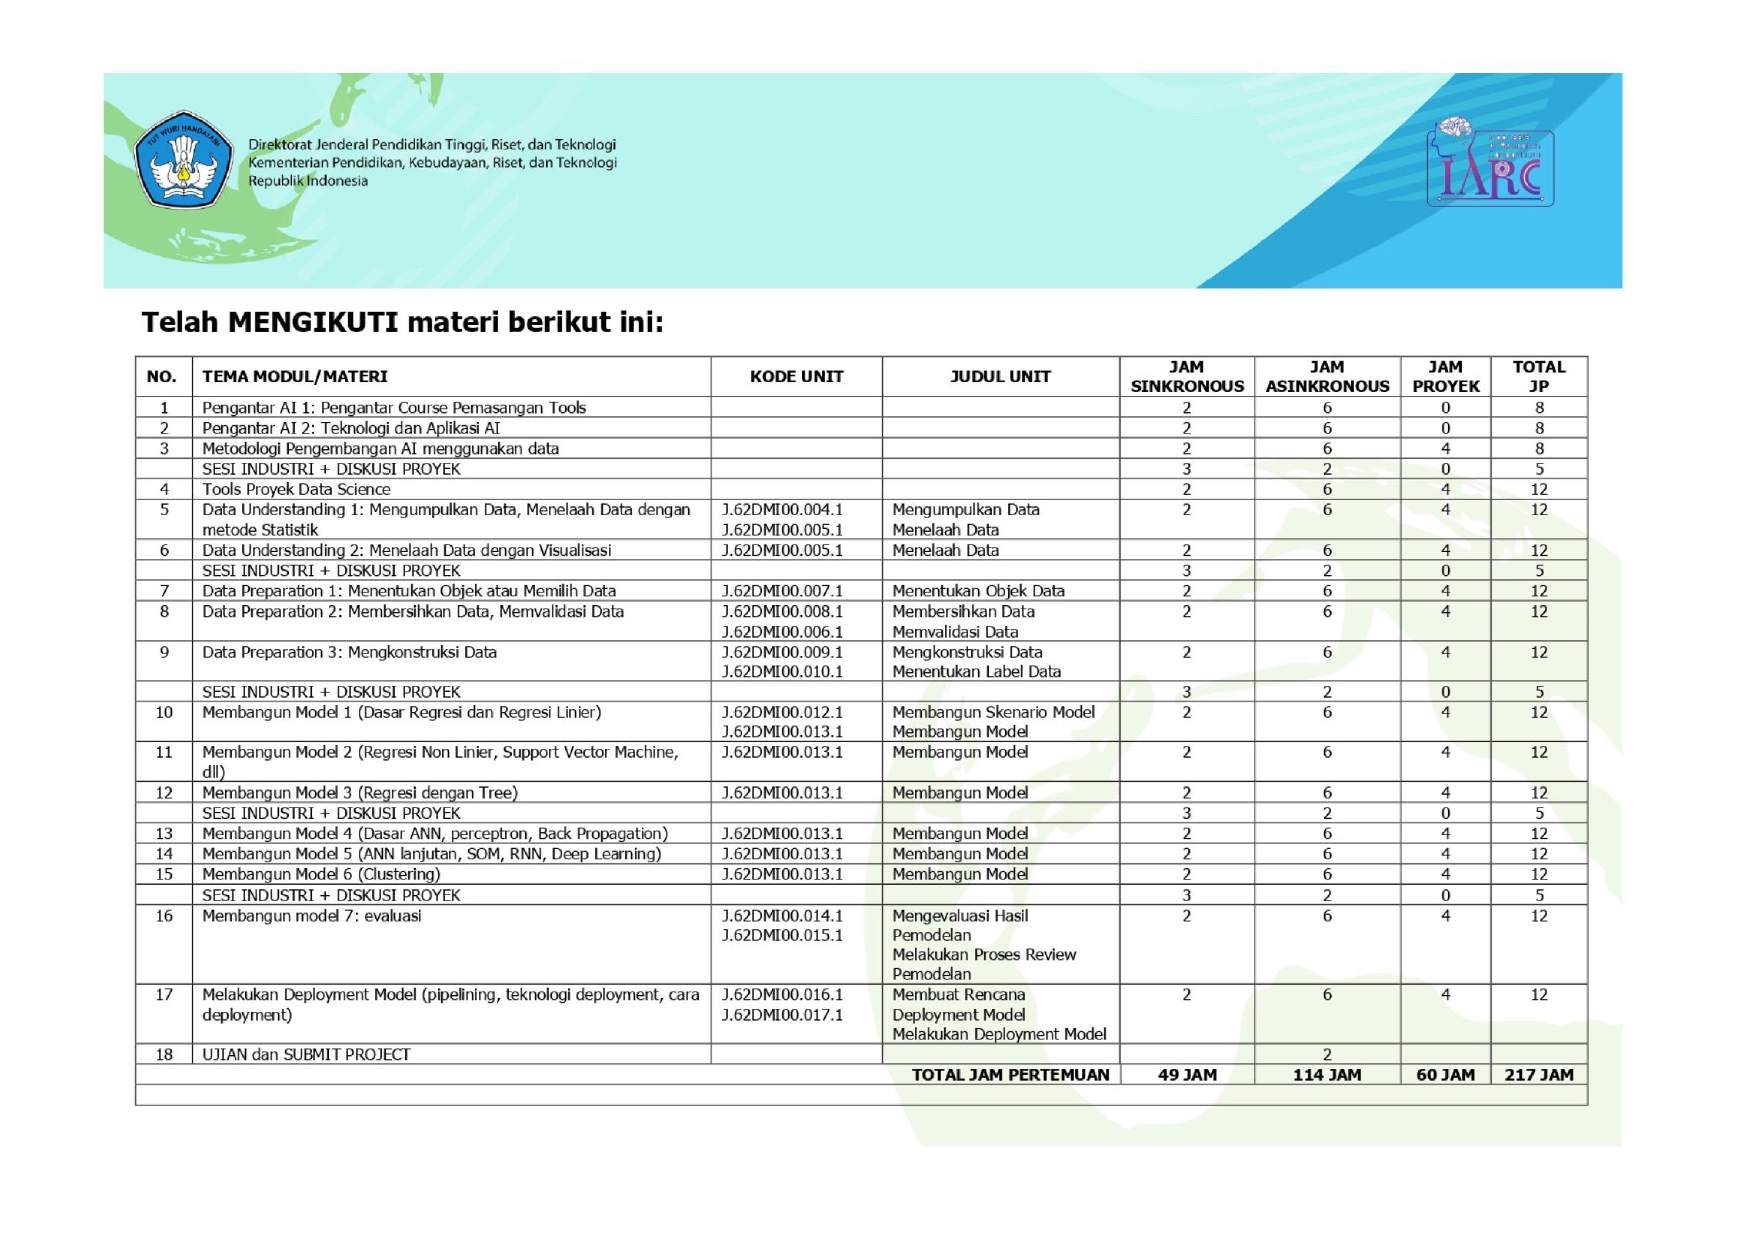 TUT WURI HANDAYANI
Direktorat Jenderal Pendidikan Tinggi, Riset, dan Teknologi
Kementerian Pendidikan, Kebudayaan, Riset, dan Teknologi
Republik Indonesia
IARC
Telah MENGIKUTI materi berikut ini:
NO. TEMA MODUL/MATERI KODE UNIT JUDUL UNIT JAM SINKRONOUS JAM ASINKRONOUS JAM PROYEK TOTAL JP
1 Pengantar AI 1: Pengantar Course Pemasangan Tools 2 6 0 8
2 Pengantar AI 2: Teknologi dan Aplikasi AI 2 6 0 8
3 Metodologi Pengembangan AI menggunakan data 2 6 4 8
SESI INDUSTRI + DISKUSI PROYEK 3 2 0 5
4 Tools Proyek Data Science 2 6 4 12
5 Data Understanding 1: Mengumpulkan Data, Menelaah Data dengan J.62DMI00.004.1 Mengumpulkan Data 2 6 4 12
metode Statistik J.62DMI00.005.1 Menelaah Data
6 Data Understanding 2: Menelaah Data dengan Visualisasi J.62DMI00.005.1 Menelaah Data 2 6 4 12
SESI INDUSTRI + DISKUSI PROYEK 3 2 0 5
7 Data Preparation 1: Menentukan Objek atau Memilih Data J.62DMI00.007.1 Menentukan Objek Data 2 6 4 12
8 Data Preparation 2: Membersihkan Data, Memvalidasi Data J.62DMI00.008.1 Membersihkan Data 2 6 4 12
J.62DMI00.006.1 Memvalidasi Data
9 Data Preparation 3: Mengkonstruksi Data J.62DMI00.009.1 Mengkonstruksi Data 2 6 4 12
J.62DMI00.010.1 Menentukan Label Data
SESI INDUSTRI + DISKUSI PROYEK 3 2 0 5
10 Membangun Model 1 (Dasar Regresi dan Regresi Linier) J.62DMI00.012.1 Membangun Skenario Model 2 6 4 12
J.62DMI00.013.1 Membangun Model
11 Membangun Model 2 (Regresi Non Linier, Support Vector Machine, J.62DMI00.013.1 Membangun Model 2 6 4 12
dll)
12 Membangun Model 3 (Regresi dengan Tree) J.62DMI00.013.1 Membangun Model 2 6 4 12
SESI INDUSTRI + DISKUSI PROYEK 3 2 0 5
13 Membangun Model 4 (Dasar ANN, perceptron, Back Propagation) J.62DMI00.013.1 Membangun Model 2 6 4 12
14 Membangun Model 5 (ANN lanjutan, SOM, RNN, Deep Learning) J.62DMI00.013.1 Membangun Model 2 6 4 12
15 Membangun Model 6 (Clustering) J.62DMI00.013.1 Membangun Model 2 6 4 12
SESI INDUSTRI + DISKUSI PROYEK 3 2 0 5
16 Membangun model 7: evaluasi J.62DMI00.014.1 Mengevaluasi Hasil 2 6 4 12
J.62DMI00.015.1 Pemodelan
Melakukan Proses Review
Pemodelan
17 Melakukan Deployment Model (pipelining, teknologi deployment, cara J.62DMI00.016.1 Membuat Rencana 2 6 4 12
deployment) J.62DMI00.017.1 Deployment Model
Melakukan Deployment Model
18 UJIAN dan SUBMIT PROJECT 2
TOTAL JAM PERTEMUAN 49 JAM 114 JAM 60 JAM 217 JAM